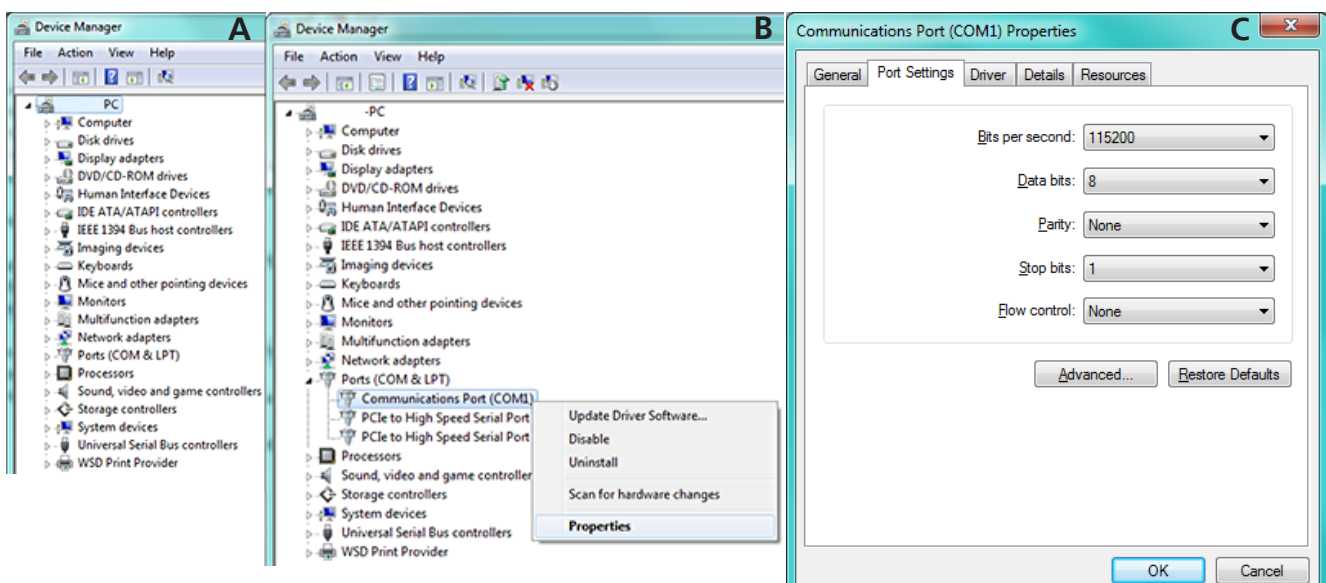 Device Manager
A
File Action View Help
PC
Computer
Disk drives
Display adapters
DVD/CD-ROM drives
Human Interface Devices
IDE ATA/ATAPI controllers
IEEE 1394 Bus host controllers
Imaging devices
Keyboards
Mice and other pointing devices
Monitors
Multifunction adapters
Network adapters
Ports (COM & LPT)
Processors
Sound, video and game controllers
Storage controllers
System devices
Universal Serial Bus controllers
WSD Print Provider
Device Manager
B
File Action View Help
-PC
Computer
Disk drives
Display adapters
DVD/CD-ROM drives
Human Interface Devices
IDE ATA/ATAPI controllers
IEEE 1394 Bus host controllers
Imaging devices
Keyboards
Mice and other pointing devices
Monitors
Multifunction adapters
Network adapters
Ports (COM & LPT)
Communications Port (COM1)
PCIe to High Speed Serial Port
PCIe to High Speed Serial Port
Processors
Sound, video and game controller
Storage controllers
System devices
Universal Serial Bus controllers
WSD Print Provider
Update Driver Software...
Disable
Uninstall
Scan for hardware changes
Properties
Communications Port (COM1) Properties
C
General Port Settings Driver Details Resources
Bits per second: 115200
Data bits: 8
Parity: None
Stop bits: 1
Flow control: None
Advanced... Restore Defaults
OK Cancel